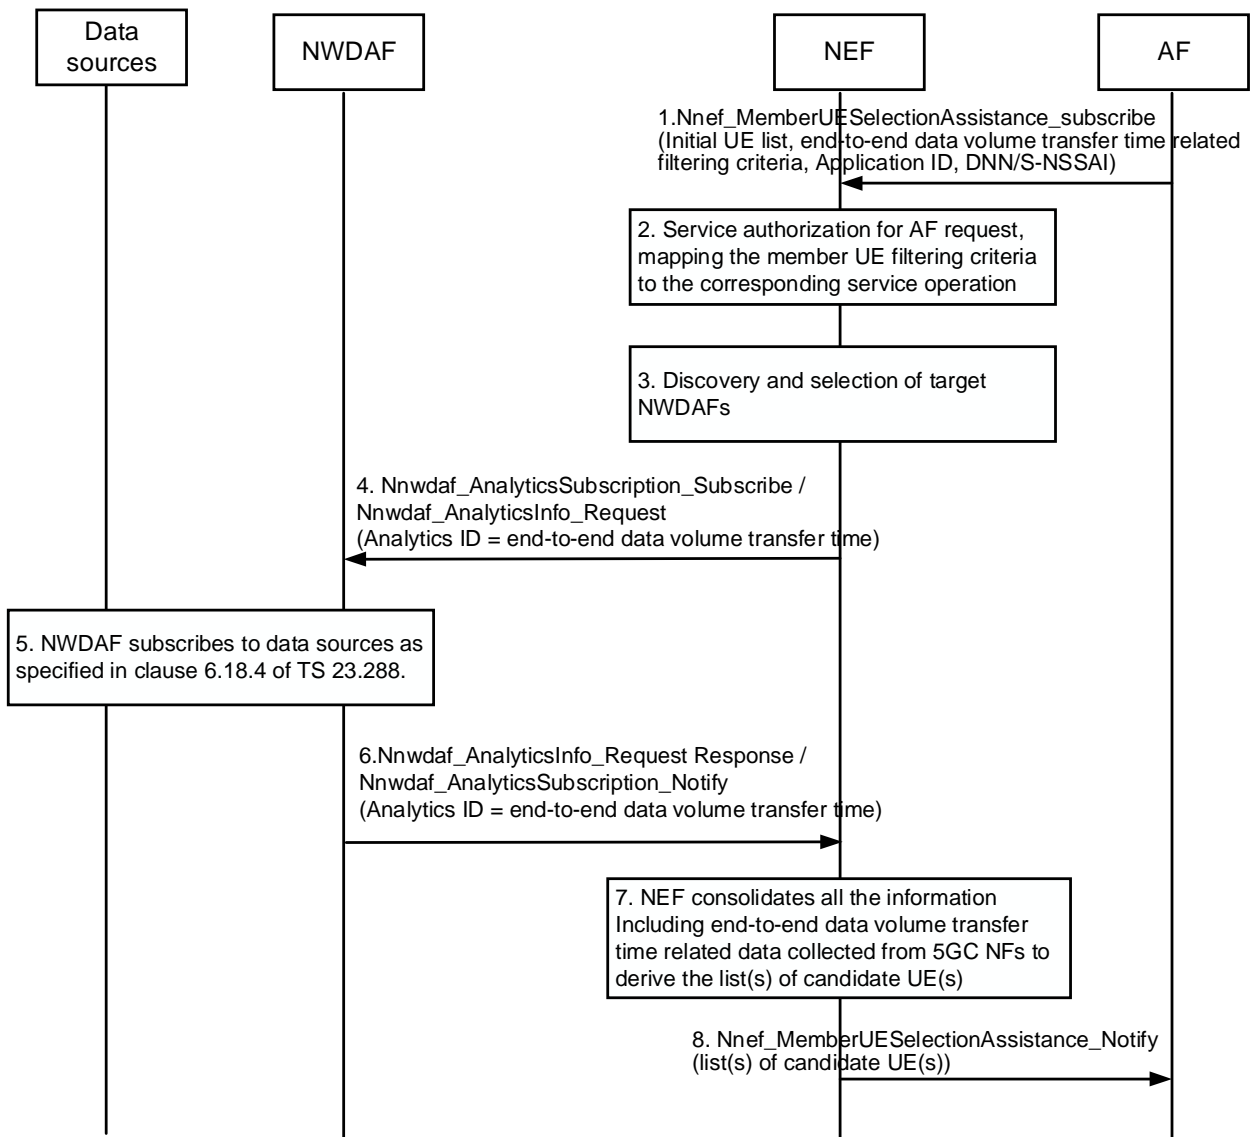 Data
sources
NWDAF
NEF
AF
1.Nnef_MemberUESelectionAssistance_subscribe
(Initial UE list, end-to-end data volume transfer time related
filtering criteria, Application ID, DNN/S-NSSAI)
2. Service authorization for AF request,
mapping the member UE filtering criteria
to the corresponding service operation
3. Discovery and selection of target
NWDAFs
4. Nnwdaf_AnalyticsSubscription_Subscribe /
Nnwdaf_AnalyticsInfo_Request
(Analytics ID = end-to-end data volume transfer time)
5. NWDAF subscribes to data sources as
specified in clause 6.18.4 of TS 23.288.
6.Nnwdaf_AnalyticsInfo_Request Response /
Nnwdaf_AnalyticsSubscription_Notify
(Analytics ID = end-to-end data volume transfer time)
7. NEF consolidates all the information
Including end-to-end data volume transfer
time related data collected from 5GC NFs to
derive the list(s) of candidate UE(s)
8. Nnef_MemberUESelectionAssistance_Notify
(list(s) of candidate UE(s))